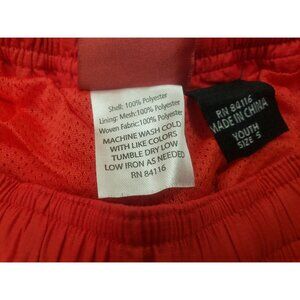 Shell: 100% Polyester
Lining: Mesh:100% Polyester
Woven Fabric:100% Polyester
MACHINE WASH COLD
WITH LIKE COLORS
TUMBLE DRY LOW
LOW IRON AS NEEDED
RN 84116
RN 84116
MADE IN CHINA
YOUTH
SIZE S